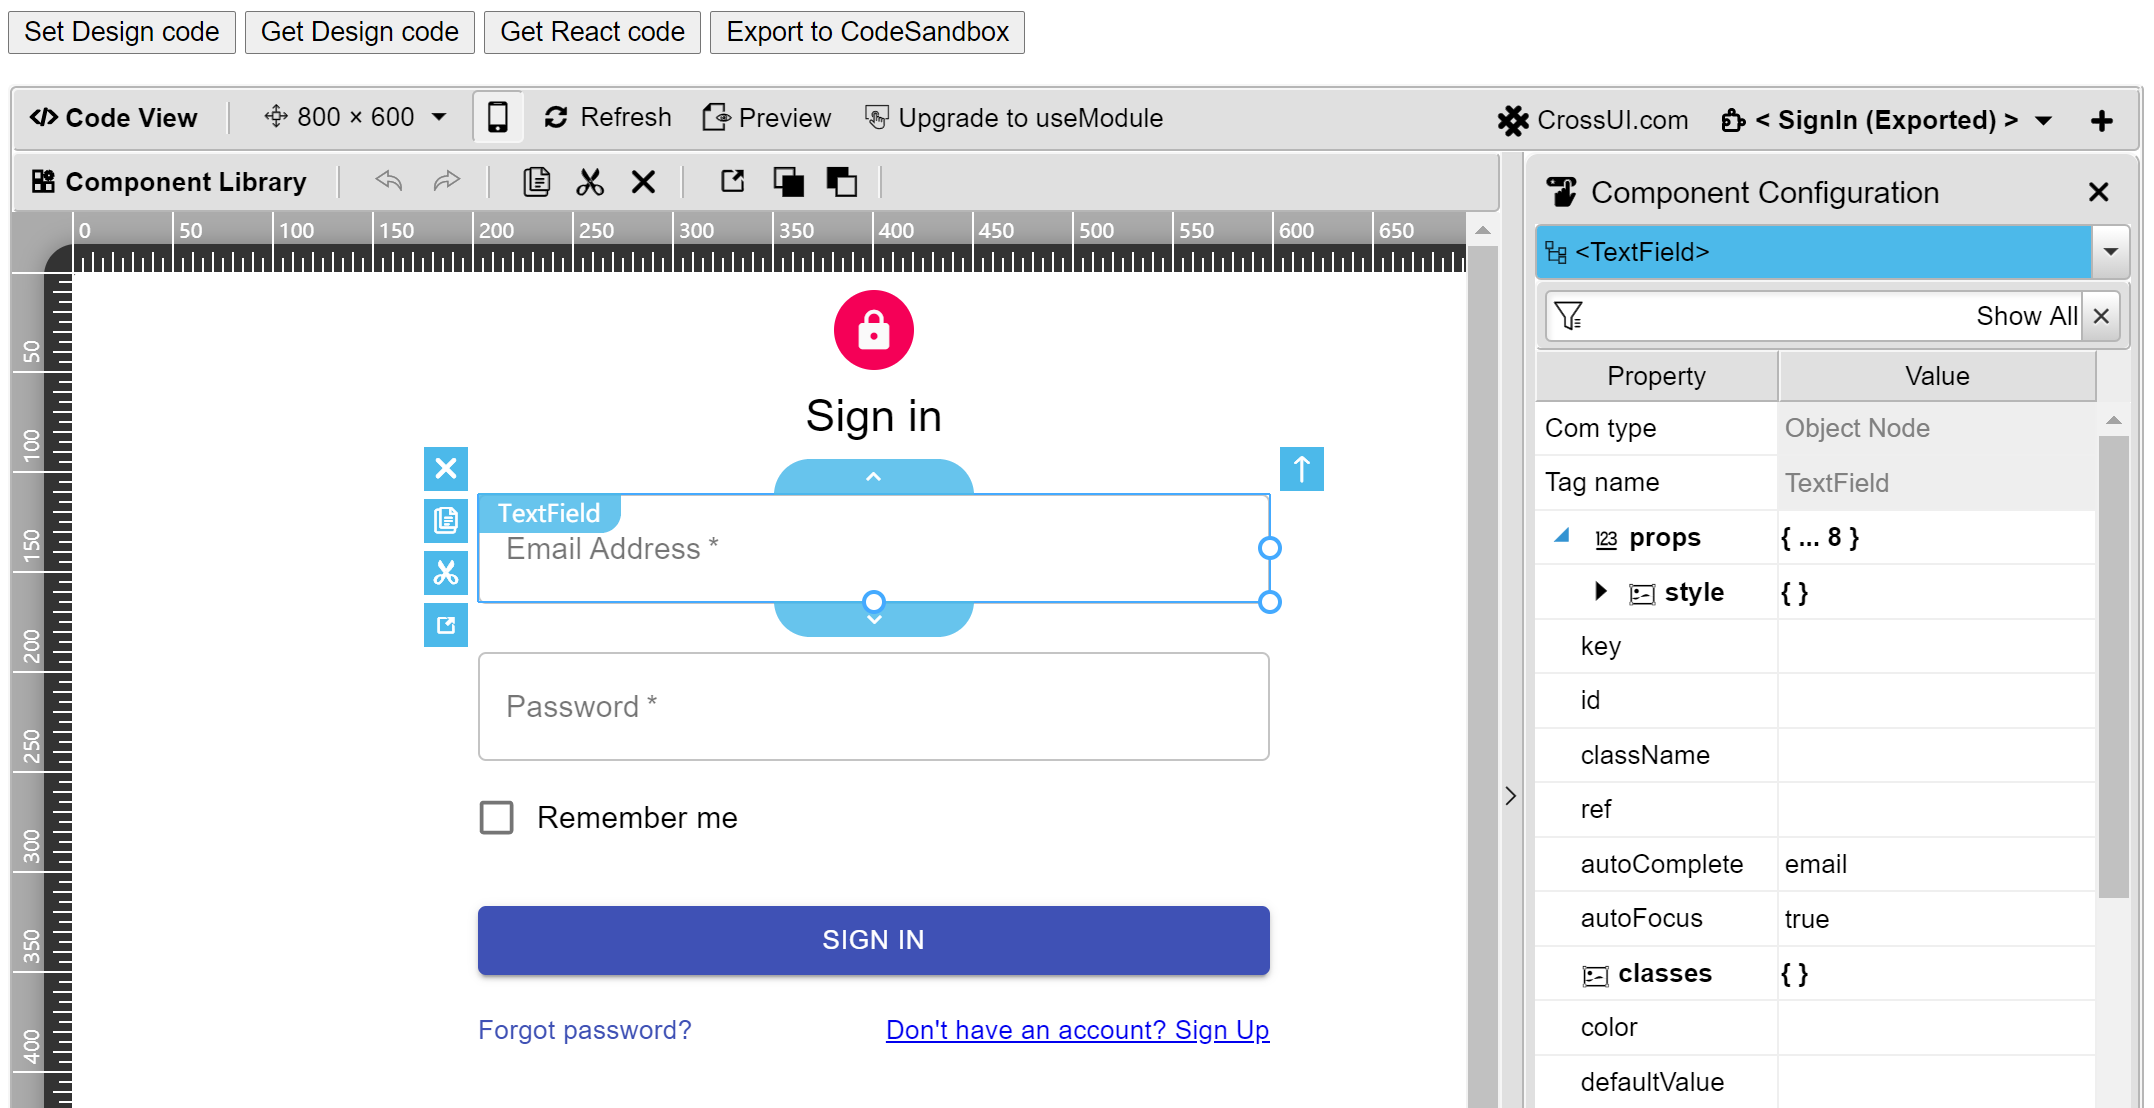 Set Design code Get Design code Get React code Export to CodeSandbox
</> Code View 800 × 600 Refresh Preview Upgrade to useModule CrossUI.com < SignIn (Exported) >
Component Library
Component Configuration
0 50 100 150 200 250 300 350 400 450 500 550 600 650
<TextField>
Show All
Property Value
50
100
150
200
250
300
350
400
Sign in
TextField
Email Address *
Password *
Remember me
SIGN IN
Forgot password? Don't have an account? Sign Up
Com type Object Node
Tag name TextField
123 props { ... 8 }
style { }
key
id
className
ref
autoComplete email
autoFocus true
classes { }
color
defaultValue